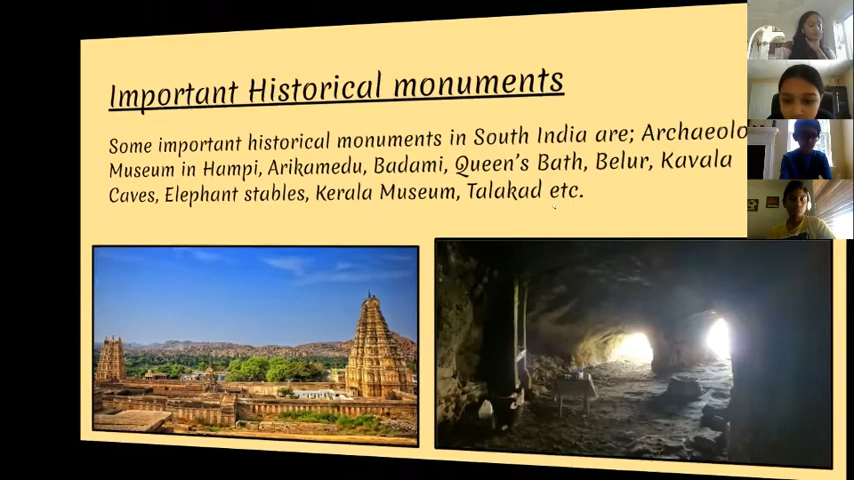 Important Historical monuments
Some important historical monuments in South India are; Archaeolo
Museum in Hampi, Arikamedu, Badami, Queen's Bath, Belur, Kavala
Caves, Elephant stables, Kerala Museum, Talakad etc.